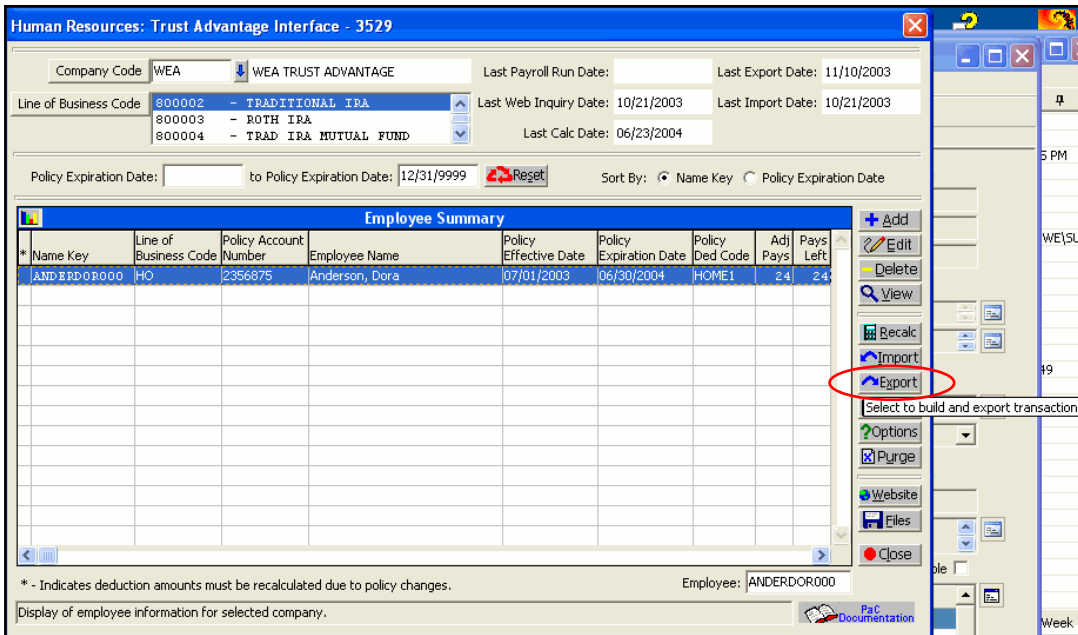 Human Resources: Trust Advantage Interface - 3529
Company Code WEA WEA TRUST ADVANTAGE Last Payroll Run Date: Last Export Date: 11/10/2003
Line of Business Code 800002 - TRADITIONAL IRA Last Web Inquiry Date: 10/21/2003 Last Import Date: 10/21/2003
800003 - ROTH IRA
800004 - TRAD IRA MUTUAL FUND Last Calc Date: 06/23/2004
5 PM
Policy Expiration Date: to Policy Expiration Date: 12/31/9999 Reset Sort By: Name Key Policy Expiration Date
Employee Summary
Add
* Name Key Line of Business Code Policy Account Number Employee Name Policy Effective Date Policy Expiration Date Policy Ded Code Adj Pays Pays Left
WE\SU
Edit
ANDERDOR000 HO 2356875 Anderson, Dora 07/01/2003 06/30/2004 HOME1 24 24
Delete
View
Recalc
Import
49
Export
Select to build and export transaction
?Options
Purge
Website
Files
Close
ble
* - Indicates deduction amounts must be recalculated due to policy changes. Employee: ANDERDOR000
Display of employee information for selected company. PaC Documentation
Week